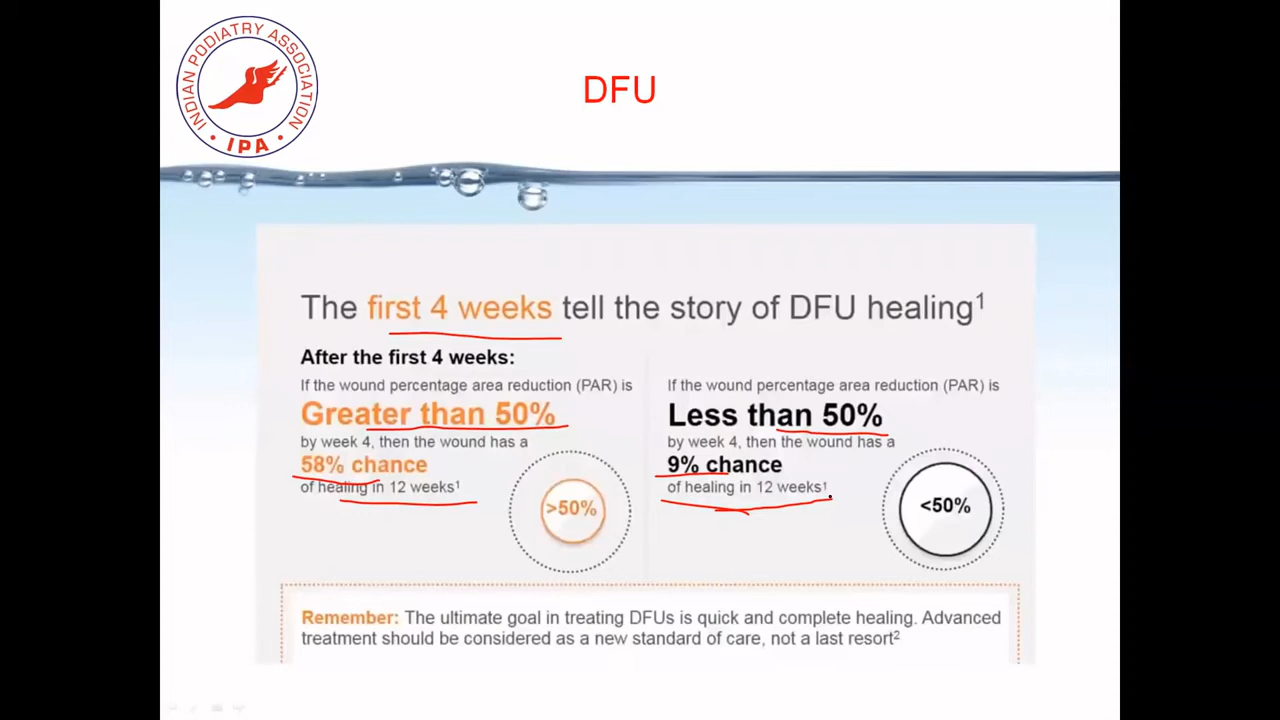 INDIAN PODIATRY ASSOCIATION
• IPA •
DFU
The first 4 weeks tell the story of DFU healing¹
After the first 4 weeks:
If the wound percentage area reduction (PAR) is
Greater than 50%
by week 4, then the wound has a
58% chance
of healing in 12 weeks¹
>50%
If the wound percentage area reduction (PAR) is
Less than 50%
by week 4, then the wound has a
9% chance
of healing in 12 weeks¹
<50%
Remember: The ultimate goal in treating DFUs is quick and complete healing. Advanced
treatment should be considered as a new standard of care, not a last resort²